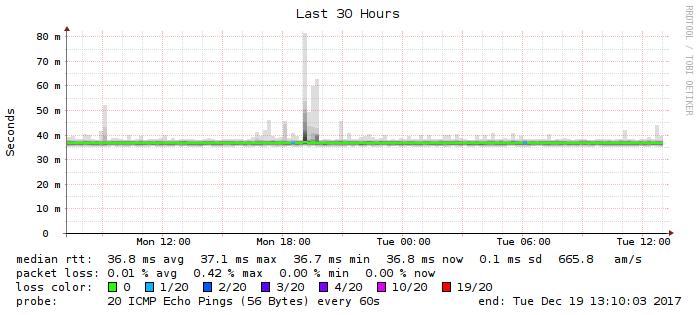 Last 30 Hours
RRDTOOL / TOBI OETIKER
Seconds
80 m
70 m
60 m
50 m
40 m
30 m
20 m
10 m
0
Mon 12:00 Mon 18:00 Tue 00:00 Tue 06:00 Tue 12:00
median rtt: 36.8 ms avg 37.1 ms max 36.7 ms min 36.8 ms now 0.1 ms sd 665.8 am/s
packet loss: 0.01 % avg 0.42 % max 0.00 % min 0.00 % now
loss color: 0 1/20 2/20 3/20 4/20 10/20 19/20
probe: 20 ICMP Echo Pings (56 Bytes) every 60s end: Tue Dec 19 13:10:03 2017